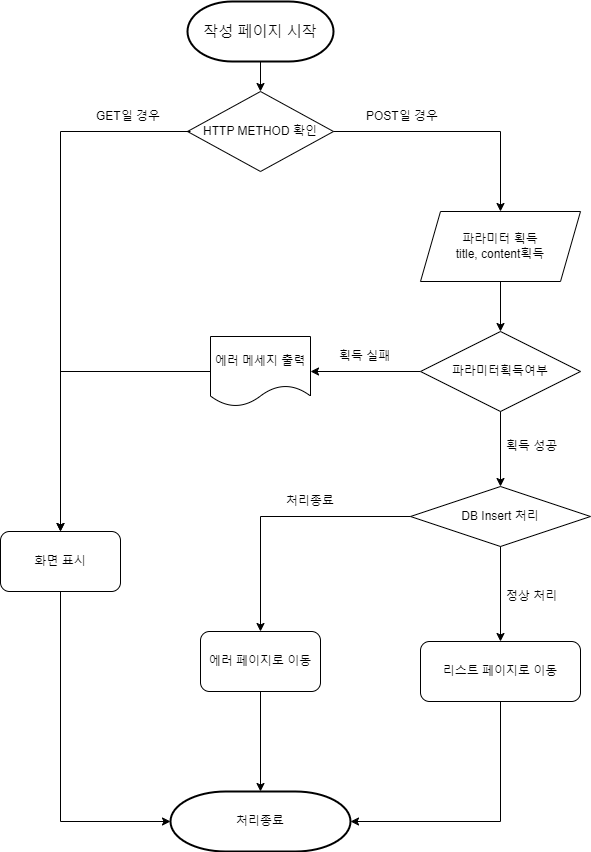 작성 페이지 시작
GET일 경우
HTTP METHOD 확인
POST일 경우
파라미터 획득
title, content획득
에러 메세지 출력
획득 실패
파라미터획득여부
획득 성공
처리종료
DB Insert 처리
화면 표시
정상 처리
에러 페이지로 이동
리스트 페이지로 이동
처리종료